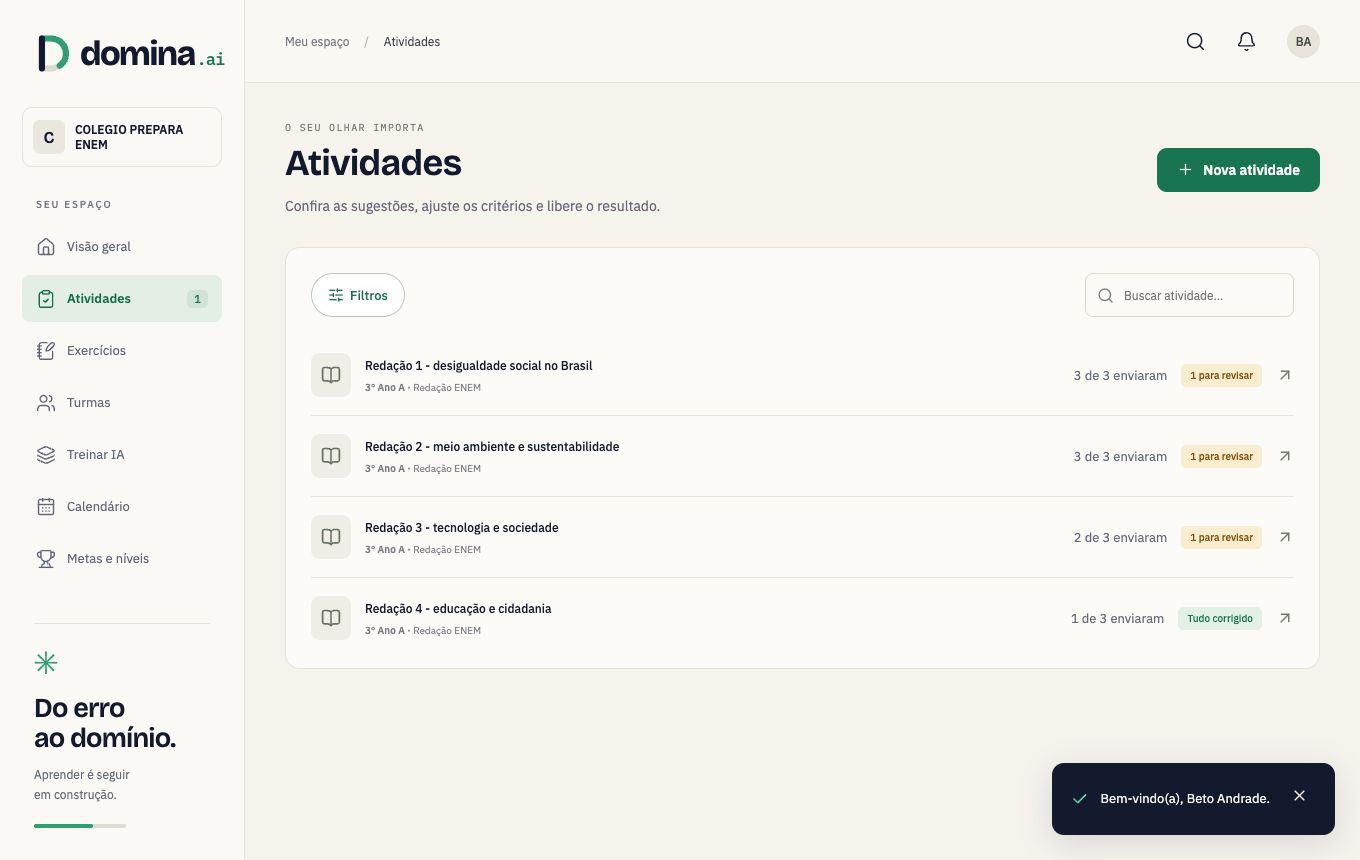 domina.ai
C
COLEGIO PREPARA
ENEM
SEU ESPAÇO
Visão geral
Atividades 1
Exercícios
Turmas
Treinar IA
Calendário
Metas e níveis
Do erro
ao domínio.
Aprender é seguir
em construção.
Meu espaço / Atividades
BA
O SEU OLHAR IMPORTA
Atividades
Confira as sugestões, ajuste os critérios e libere o resultado.
Nova atividade
Filtros
Buscar atividade...
Redação 1 - desigualdade social no Brasil
3º Ano A · Redação ENEM
3 de 3 enviaram 1 para revisar
Redação 2 - meio ambiente e sustentabilidade
3º Ano A · Redação ENEM
3 de 3 enviaram 1 para revisar
Redação 3 - tecnologia e sociedade
3º Ano A · Redação ENEM
2 de 3 enviaram 1 para revisar
Redação 4 - educação e cidadania
3º Ano A · Redação ENEM
1 de 3 enviaram Tudo corrigido
Bem-vindo(a), Beto Andrade.